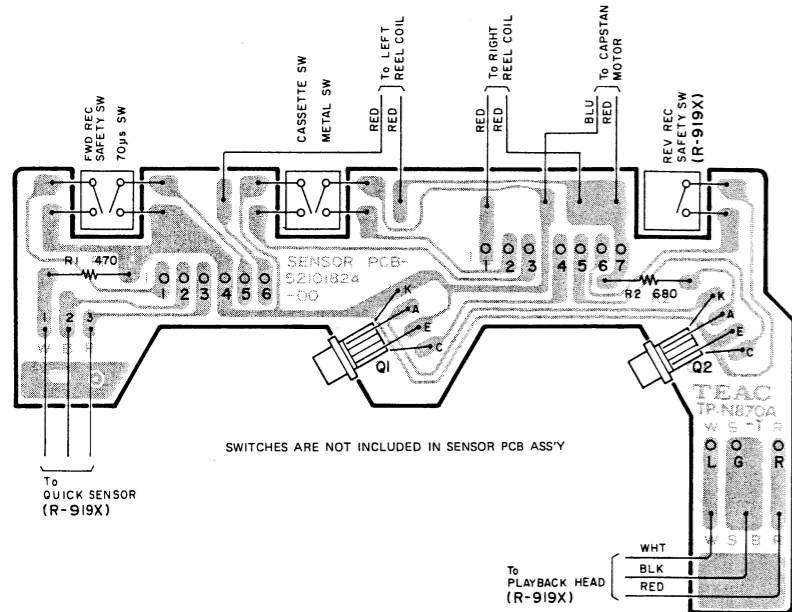 FWD REC
SAFETY SW
70µs SW
CASSETTE SW
METAL SW
To LEFT
REEL COIL
RED
RED
To RIGHT
REEL COIL
RED
RED
To CAPSTAN
MOTOR
BLU
RED
REV REC
SAFETY SW
(R-919X)
R1 470
1 2 3 4 5 6
SENSOR PCB-
52101824
-00
1 2 3 4 5 6 7
R2 680
K
A
E
C
Q1
K
A
E
C
Q2
1 2 3
W B R
TEAC
TP-N870A
W S -T R
L G R
W S B R
SWITCHES ARE NOT INCLUDED IN SENSOR PCB ASS'Y
To
QUICK SENSOR
(R-919X)
To
PLAYBACK HEAD
(R-919X)
WHT
BLK
RED